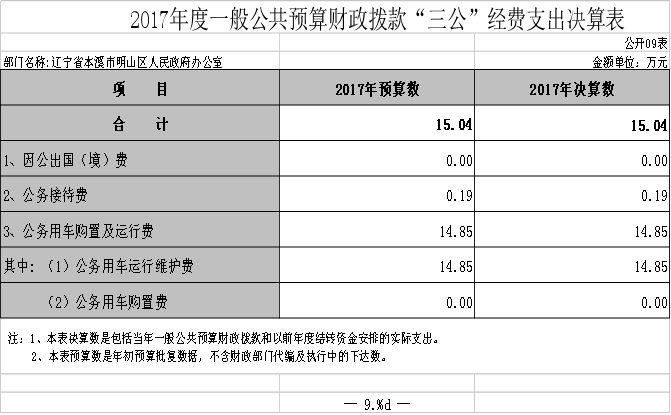 2017年度一般公共预算财政拨款“三公”经费支出决算表
公开09表
部门名称:辽宁省本溪市明山区人民政府办公室 金额单位：万元
项 目 2017年预算数 2017年决算数
合 计 15.04 15.04
1、因公出国（境）费 0.00 0.00
2、公务接待费 0.19 0.19
3、公务用车购置及运行费 14.85 14.85
其中:（1）公务用车运行维护费 14.85 14.85
（2）公务用车购置费 0.00 0.00
注：1、本表决算数是包括当年一般公共预算财政拨款和以前年度结转资金安排的实际支出。
2、本表预算数是年初预算批复数据，不含财政部门代编及执行中的下达数。
— 9.%d —